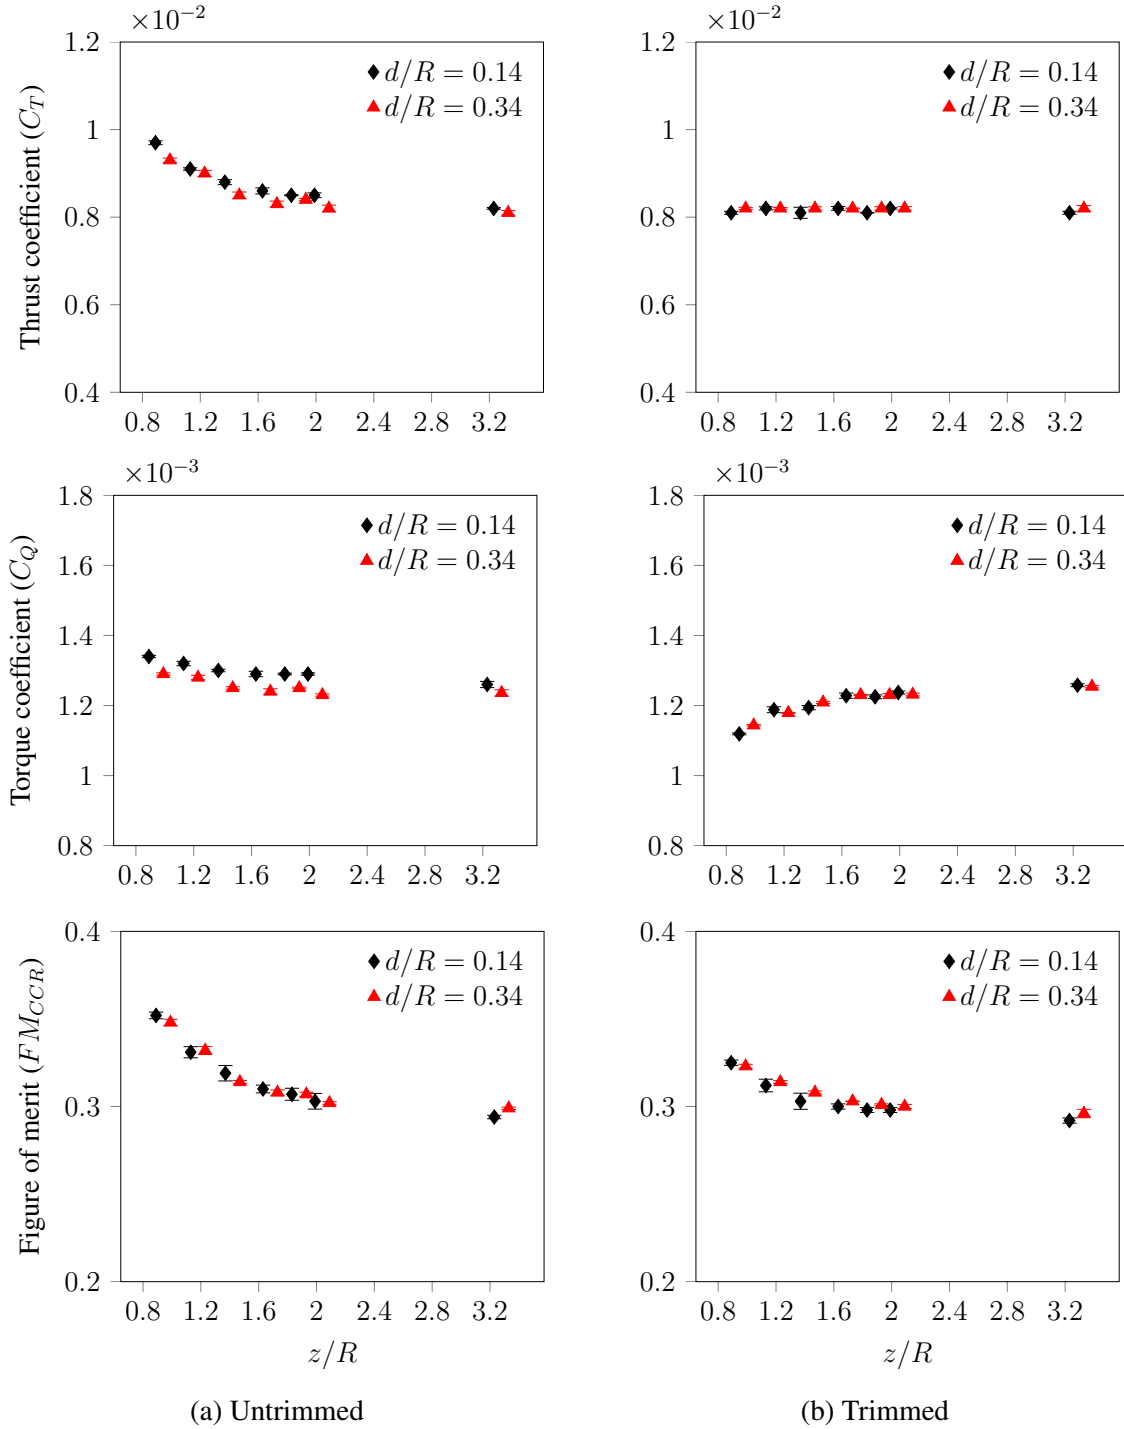 ×10−2
1.2
1
0.8
0.6
0.4
Thrust coefficient (CT)
d/R = 0.14
d/R = 0.34
0.8 1.2 1.6 2 2.4 2.8 3.2
×10−2
1.2
1
0.8
0.6
0.4
d/R = 0.14
d/R = 0.34
0.8 1.2 1.6 2 2.4 2.8 3.2
×10−3
1.8
1.6
1.4
1.2
1
0.8
Torque coefficient (CQ)
d/R = 0.14
d/R = 0.34
0.8 1.2 1.6 2 2.4 2.8 3.2
×10−3
1.8
1.6
1.4
1.2
1
0.8
d/R = 0.14
d/R = 0.34
0.8 1.2 1.6 2 2.4 2.8 3.2
0.4
0.3
0.2
Figure of merit (FMCCR)
d/R = 0.14
d/R = 0.34
0.8 1.2 1.6 2 2.4 2.8 3.2
z/R
(a) Untrimmed
0.4
0.3
0.2
d/R = 0.14
d/R = 0.34
0.8 1.2 1.6 2 2.4 2.8 3.2
z/R
(b) Trimmed